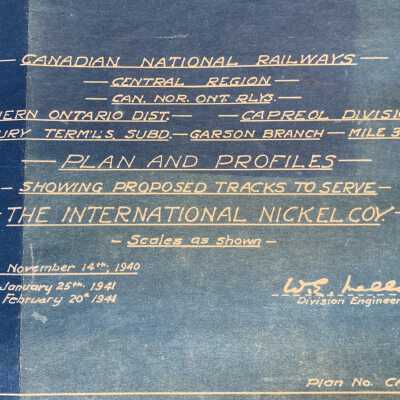 CANADIAN NATIONAL RAILWAYS
CENTRAL REGION
CAN. NOR. ONT. RLYS.
HERN ONTARIO DIST. — CAPREOL DIVISI
URY TERM'LS SUBD. — GARSON BRANCH — MILE 3
PLAN AND PROFILES
SHOWING PROPOSED TRACKS TO SERVE
THE INTERNATIONAL NICKEL COY
Scales as shown
November 14th, 1940
January 25th 1941
February 20th 1941
W.E.
Division Engineer
Plan No.